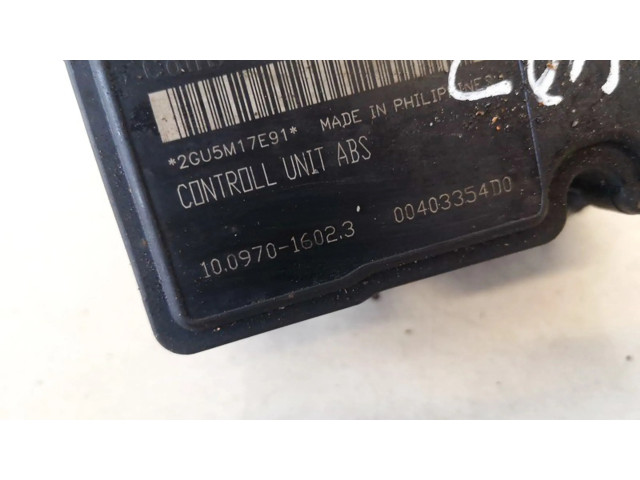 *2GU5M17E91* MADE IN PHILIPPINES
CONTROLL UNIT ABS
10.0970-1602.3 00403354D0